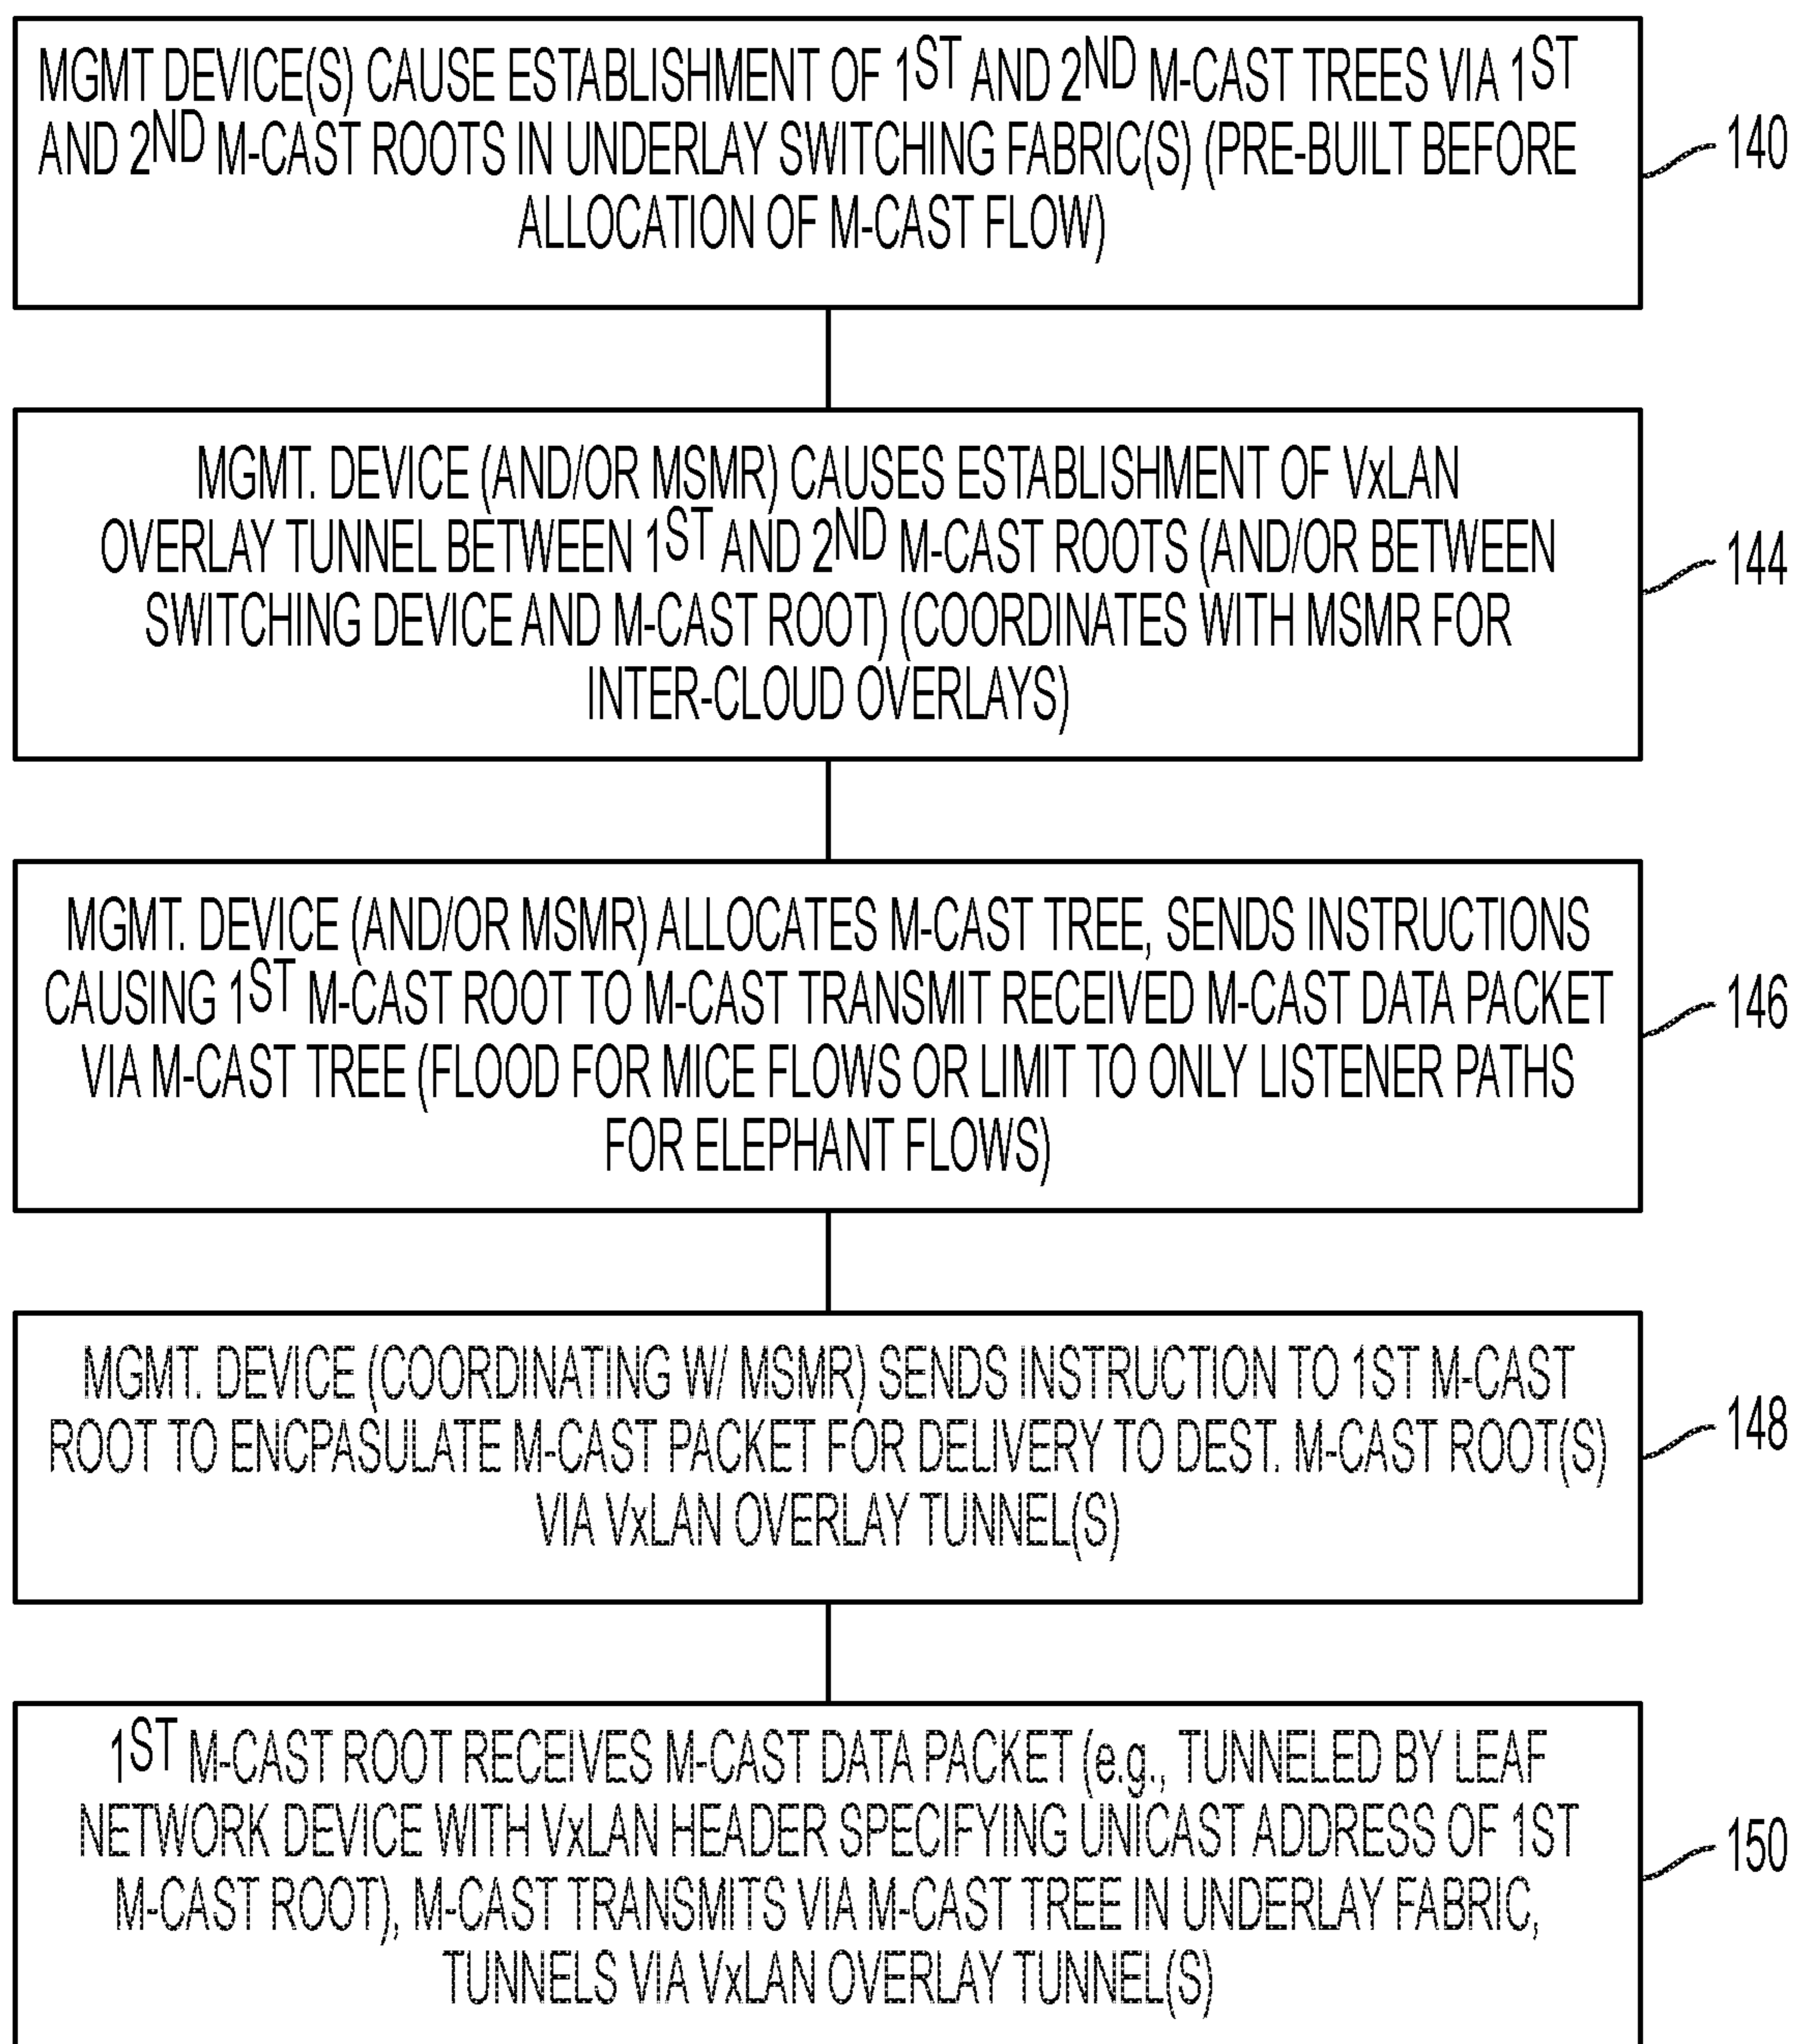 MGMT DEVICE(S) CAUSE ESTABLISHMENT OF 1ST AND 2ND M-CAST TREES VIA 1ST
AND 2ND M-CAST ROOTS IN UNDERLAY SWITCHING FABRIC(S) (PRE-BUILT BEFORE
ALLOCATION OF M-CAST FLOW)
140
MGMT. DEVICE (AND/OR MSMR) CAUSES ESTABLISHMENT OF VxLAN
OVERLAY TUNNEL BETWEEN 1ST AND 2ND M-CAST ROOTS (AND/OR BETWEEN
SWITCHING DEVICE AND M-CAST ROOT) (COORDINATES WITH MSMR FOR
INTER-CLOUD OVERLAYS)
144
MGMT. DEVICE (AND/OR MSMR) ALLOCATES M-CAST TREE, SENDS INSTRUCTIONS
CAUSING 1ST M-CAST ROOT TO M-CAST TRANSMIT RECEIVED M-CAST DATA PACKET
VIA M-CAST TREE (FLOOD FOR MICE FLOWS OR LIMIT TO ONLY LISTENER PATHS
FOR ELEPHANT FLOWS)
146
MGMT. DEVICE (COORDINATING W/ MSMR) SENDS INSTRUCTION TO 1ST M-CAST
ROOT TO ENCPASULATE M-CAST PACKET FOR DELIVERY TO DEST. M-CAST ROOT(S)
VIA VxLAN OVERLAY TUNNEL(S)
148
1ST M-CAST ROOT RECEIVES M-CAST DATA PACKET (e.g., TUNNELED BY LEAF
NETWORK DEVICE WITH VxLAN HEADER SPECIFYING UNICAST ADDRESS OF 1ST
M-CAST ROOT), M-CAST TRANSMITS VIA M-CAST TREE IN UNDERLAY FABRIC,
TUNNELS VIA VxLAN OVERLAY TUNNEL(S)
150